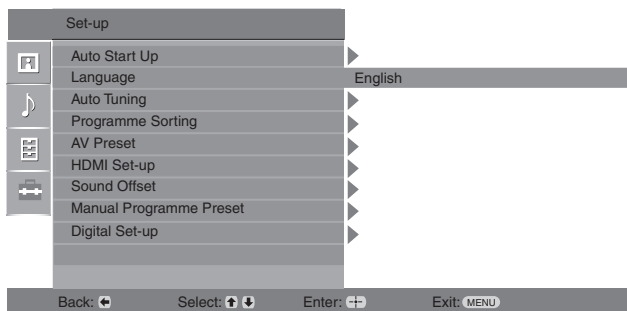 Set-up
Auto Start Up
Language English
Auto Tuning
Programme Sorting
AV Preset
HDMI Set-up
Sound Offset
Manual Programme Preset
Digital Set-up
Back: Select: Enter: Exit: MENU